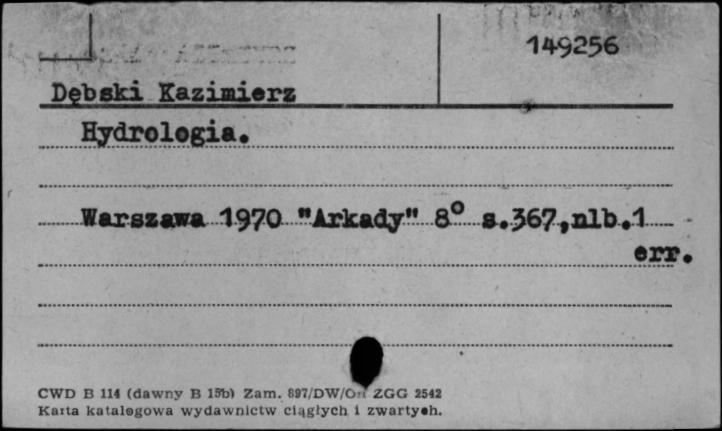 149256
Dębski Kazimierz
Hydrologia.
Warszawa 1970 "Arkady" 8° s.367,nlb.1
err.
CWD B 114 (dawny B 15b) Zam. 897/DW/On ZGG 2542
Karta katalogowa wydawnictw ciągłych i zwartych.